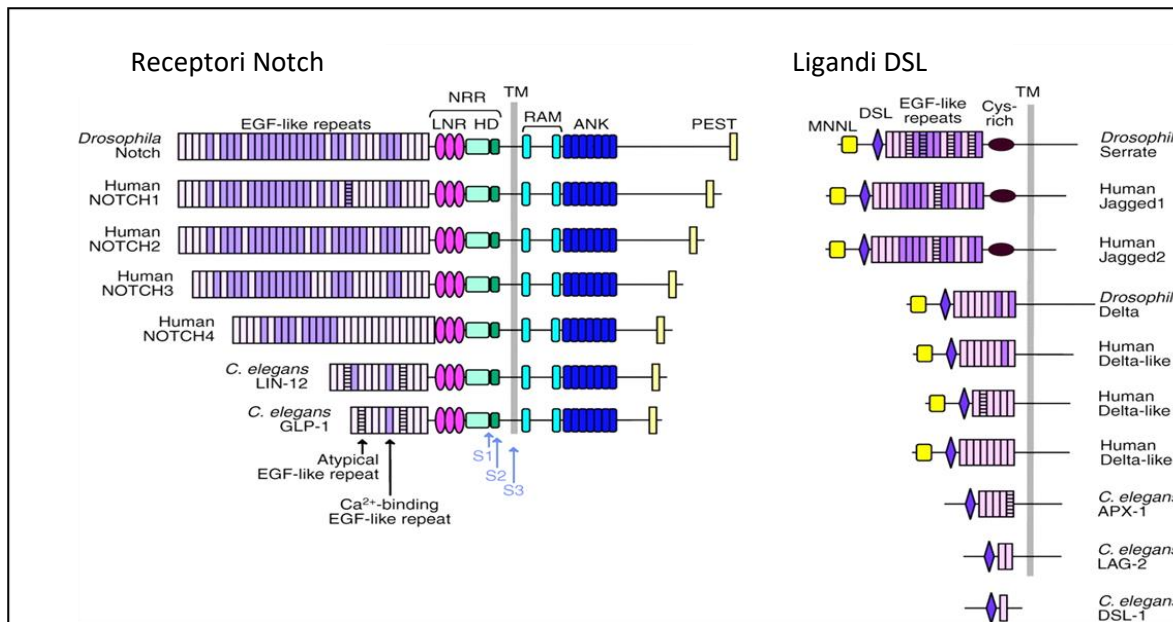 Receptori Notch
Ligandi DSL
TM
NRR
EGF-like repeats
LNR HD
RAM
ANK
PEST
Drosophila
Notch
Human
NOTCH1
Human
NOTCH2
Human
NOTCH3
Human
NOTCH4
C. elegans
LIN-12
C. elegans
GLP-1
Atypical
EGF-like repeat
Ca²⁺-binding
EGF-like repeat
S1
S2
S3
TM
MNNL
DSL
EGF-like
repeats
Cys-
rich
Drosophil
Serrate
Human
Jagged1
Human
Jagged2
Drosophil
Delta
Human
Delta-like
Human
Delta-like
Human
Delta-like
C. elegans
APX-1
C. elegans
LAG-2
C. elegans
DSL-1